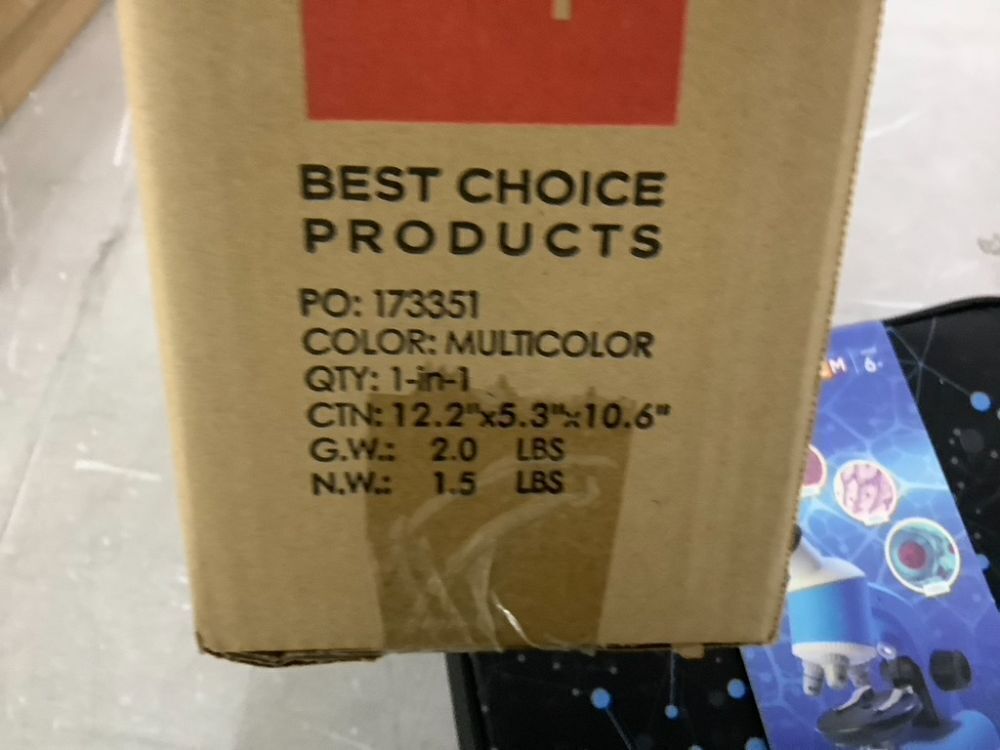 BEST CHOICE
PRODUCTS
PO: 173351
COLOR: MULTICOLOR
QTY: 1-in-1
CTN: 12.2"x5.3"x10.6"
G.W.: 2.0 LBS
N.W.: 1.5 LBS
6+